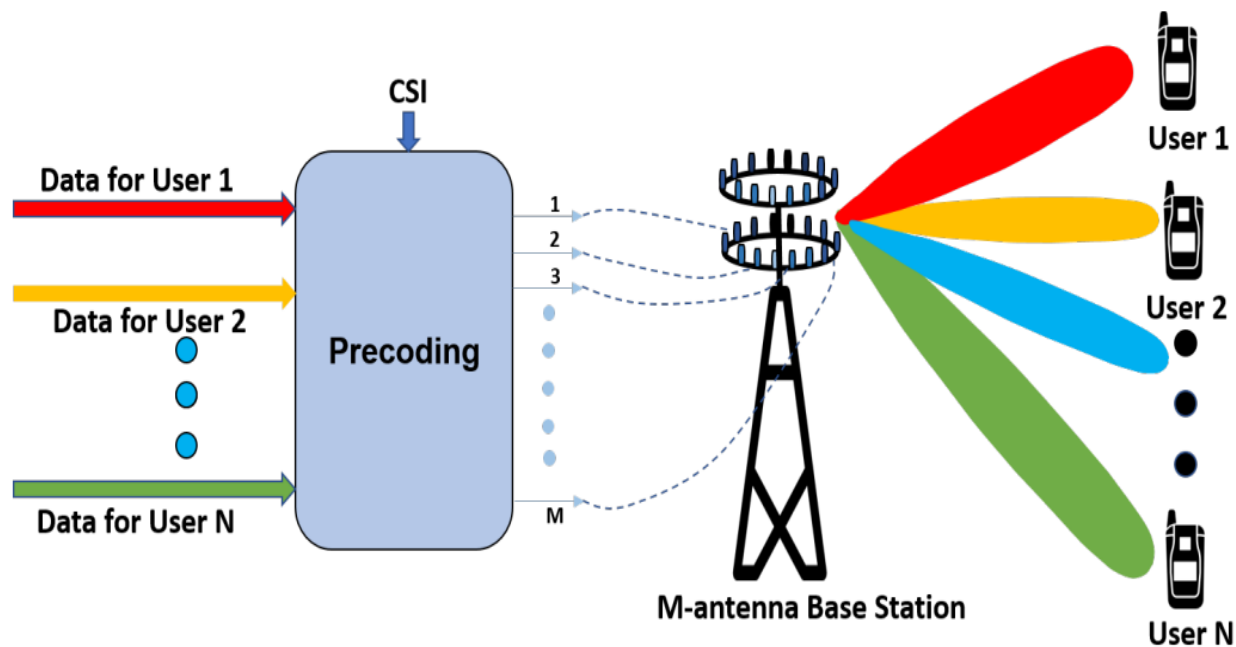 CSI
Data for User 1
Data for User 2
Data for User N
Precoding
1
2
3
M
M-antenna Base Station
User 1
User 2
User N